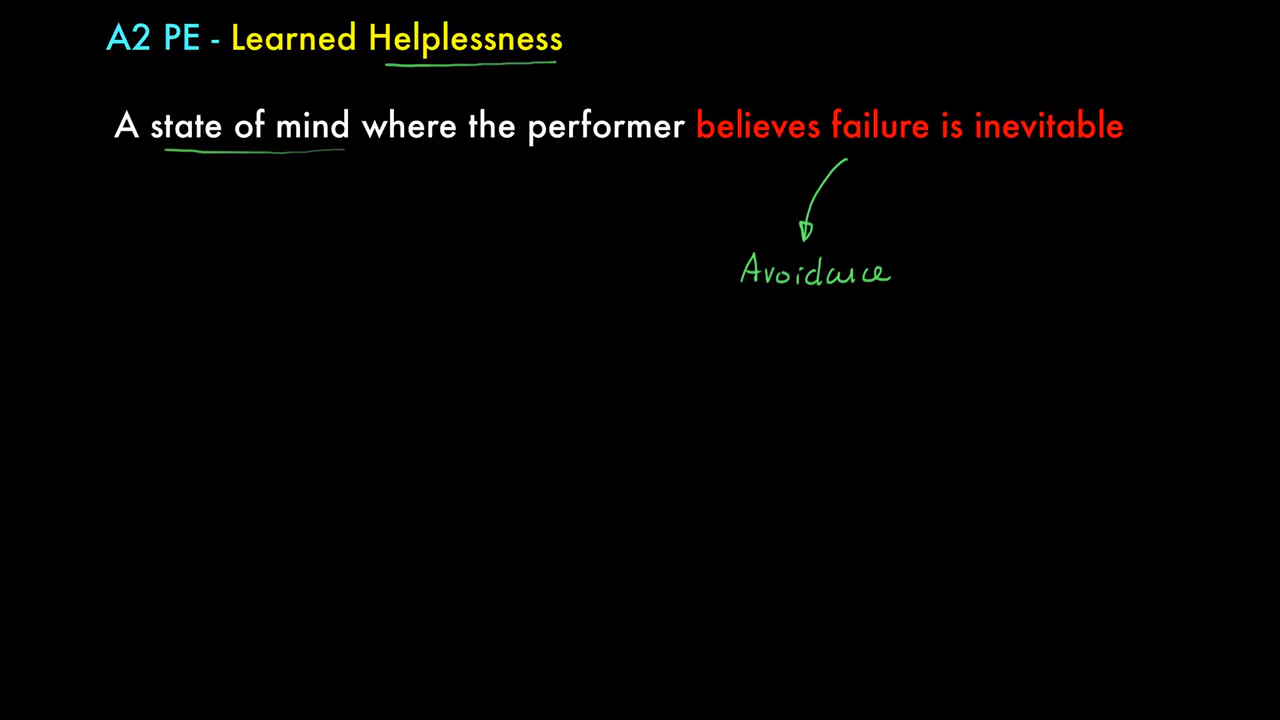 A2 PE - Learned Helplessness
A state of mind where the performer believes failure is inevitable
Avoidance